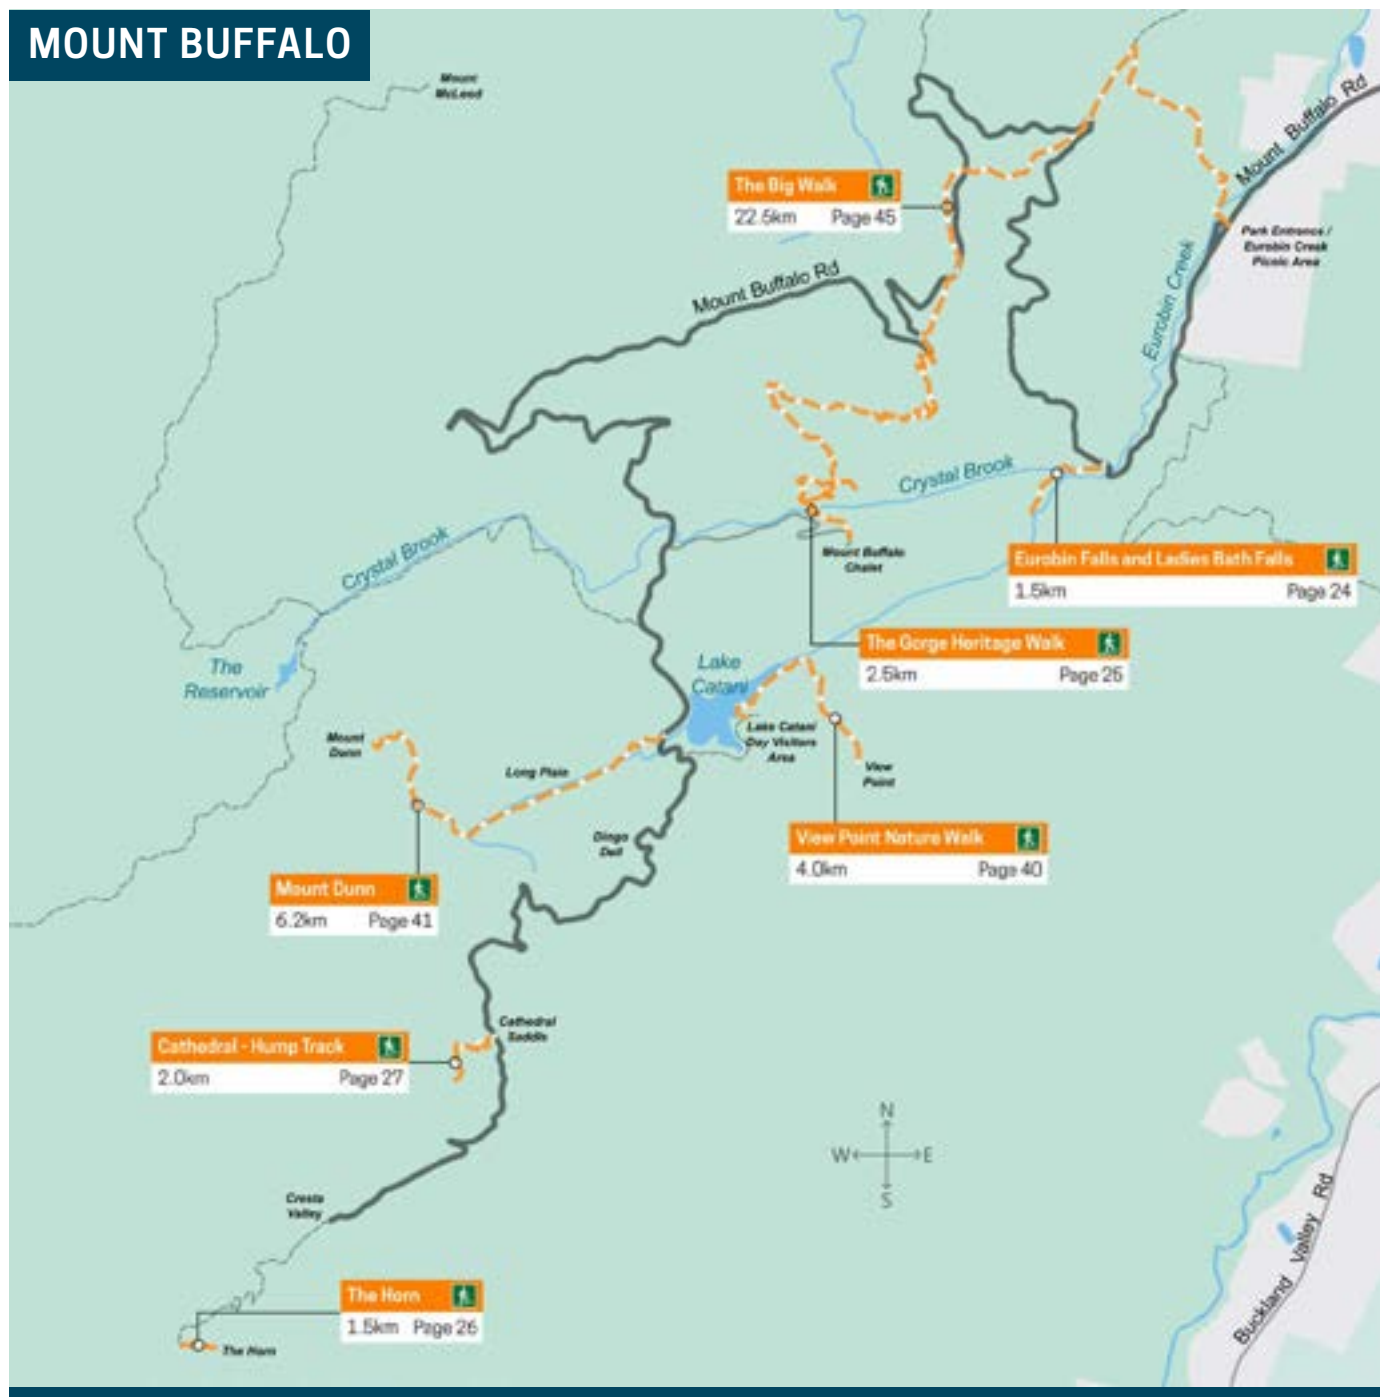 MOUNT BUFFALO
Mount
McLeod
Mount Buffalo Rd
The Big Walk
22.5km Page 45
Park Entrance /
Eurobin Creek
Picnic Area
Eurobin Creek
Mount Buffalo Rd
Crystal Brook
Crystal Brook
Mount Buffalo
Chalet
Eurobin Falls and Ladies Bath Falls
1.5km Page 24
The Gorge Heritage Walk
2.5km Page 25
The
Reservoir
Lake
Catani
Lake Catani
Day Visitors
Area
Mount
Dunn
Long Plain
View
Point
Dingo
Dell
View Point Nature Walk
4.0km Page 40
Mount Dunn
6.2km Page 41
Cathedral
Saddle
Cathedral - Hump Track
2.0km Page 27
N
W E
S
Cresta
Valley
Buckland Valley Rd
The Horn
1.5km Page 26
The Horn